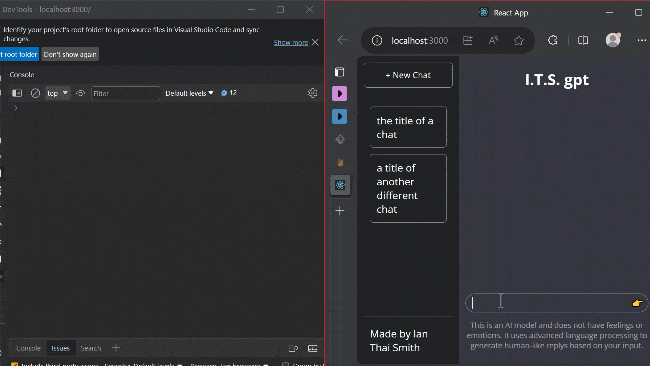 DevTools - localhost:3000/
Identify your project's root folder to open source files in Visual Studio Code and sync
changes.
t root folder
Don't show again
Show more
Console
top
Filter
Default levels
12
Console
Issues
Search
React App
localhost:3000
+ New Chat
the title of a
chat
a title of
another
different
chat
Made by Ian
Thai Smith
I.T.S. gpt
This is an AI model and does not have feelings or
emotions. It uses advanced language processing to
generate human-like replys based on your input.